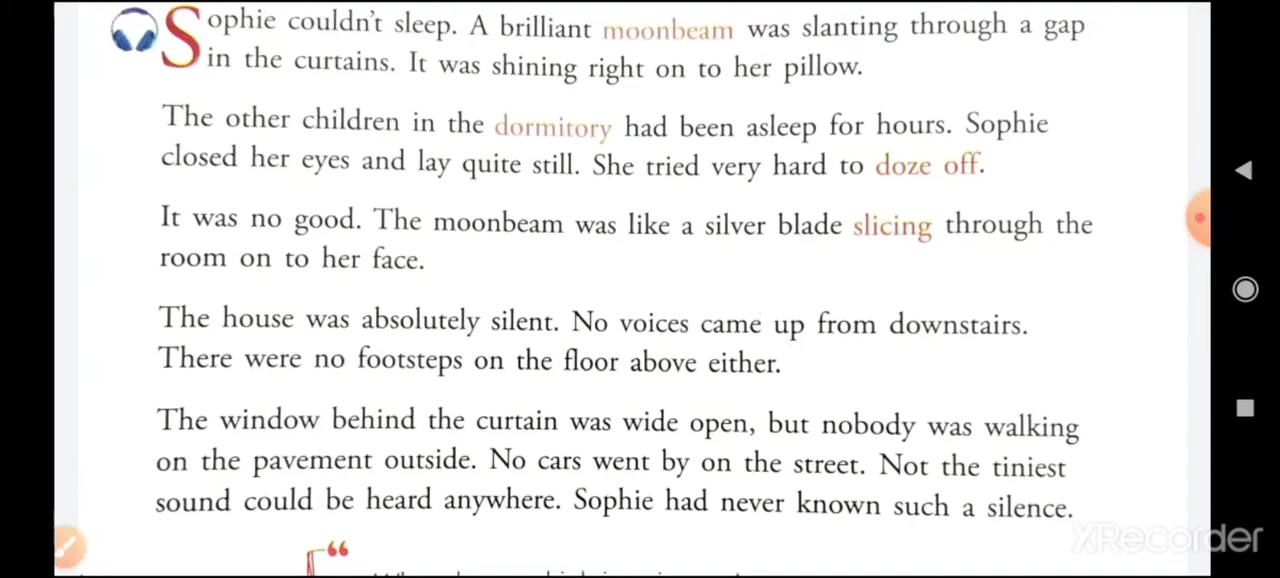 Sophie couldn't sleep. A brilliant moonbeam was slanting through a gap
in the curtains. It was shining right on to her pillow.
The other children in the dormitory had been asleep for hours. Sophie
closed her eyes and lay quite still. She tried very hard to doze off.
It was no good. The moonbeam was like a silver blade slicing through the
room on to her face.
The house was absolutely silent. No voices came up from downstairs.
There were no footsteps on the floor above either.
The window behind the curtain was wide open, but nobody was walking
on the pavement outside. No cars went by on the street. Not the tiniest
sound could be heard anywhere. Sophie had never known such a silence.
XRecorder